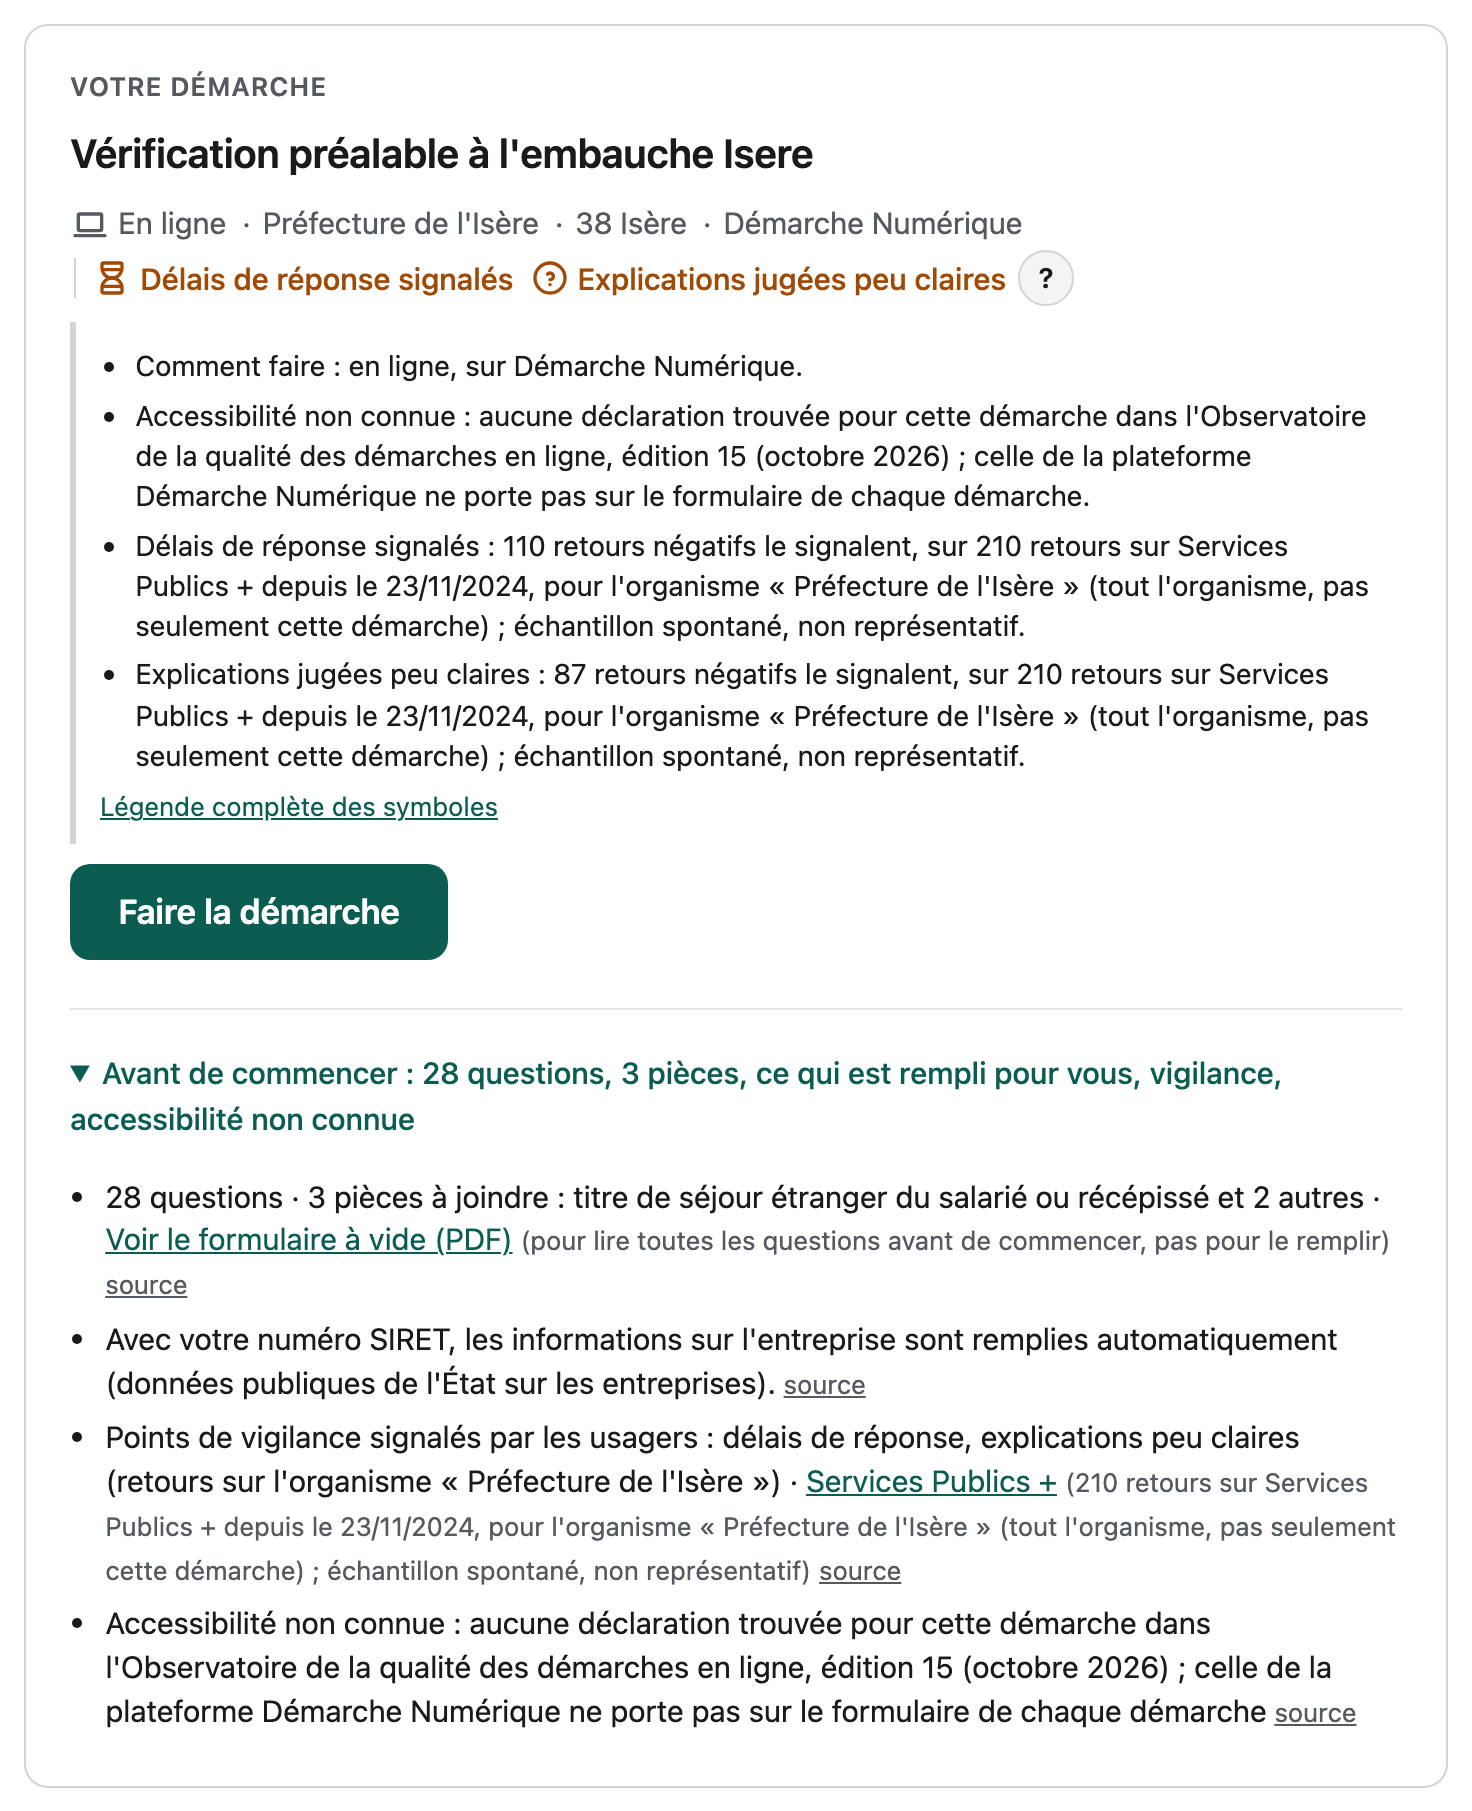 VOTRE DÉMARCHE
Vérification préalable à l'embauche Isere
En ligne · Préfecture de l'Isère · 38 Isère · Démarche Numérique
Délais de réponse signalés ? Explications jugées peu claires ?
• Comment faire : en ligne, sur Démarche Numérique.
• Accessibilité non connue : aucune déclaration trouvée pour cette démarche dans l'Observatoire
de la qualité des démarches en ligne, édition 15 (octobre 2026) ; celle de la plateforme
Démarche Numérique ne porte pas sur le formulaire de chaque démarche.
• Délais de réponse signalés : 110 retours négatifs le signalent, sur 210 retours sur Services
Publics + depuis le 23/11/2024, pour l'organisme « Préfecture de l'Isère » (tout l'organisme, pas
seulement cette démarche) ; échantillon spontané, non représentatif.
• Explications jugées peu claires : 87 retours négatifs le signalent, sur 210 retours sur Services
Publics + depuis le 23/11/2024, pour l'organisme « Préfecture de l'Isère » (tout l'organisme, pas
seulement cette démarche) ; échantillon spontané, non représentatif.
Légende complète des symboles
Faire la démarche
▼ Avant de commencer : 28 questions, 3 pièces, ce qui est rempli pour vous, vigilance,
accessibilité non connue
• 28 questions · 3 pièces à joindre : titre de séjour étranger du salarié ou récépissé et 2 autres ·
Voir le formulaire à vide (PDF) (pour lire toutes les questions avant de commencer, pas pour le remplir)
source
• Avec votre numéro SIRET, les informations sur l'entreprise sont remplies automatiquement
(données publiques de l'État sur les entreprises). source
• Points de vigilance signalés par les usagers : délais de réponse, explications peu claires
(retours sur l'organisme « Préfecture de l'Isère ») · Services Publics + (210 retours sur Services
Publics + depuis le 23/11/2024, pour l'organisme « Préfecture de l'Isère » (tout l'organisme, pas seulement
cette démarche) ; échantillon spontané, non représentatif) source
• Accessibilité non connue : aucune déclaration trouvée pour cette démarche dans
l'Observatoire de la qualité des démarches en ligne, édition 15 (octobre 2026) ; celle de la
plateforme Démarche Numérique ne porte pas sur le formulaire de chaque démarche source